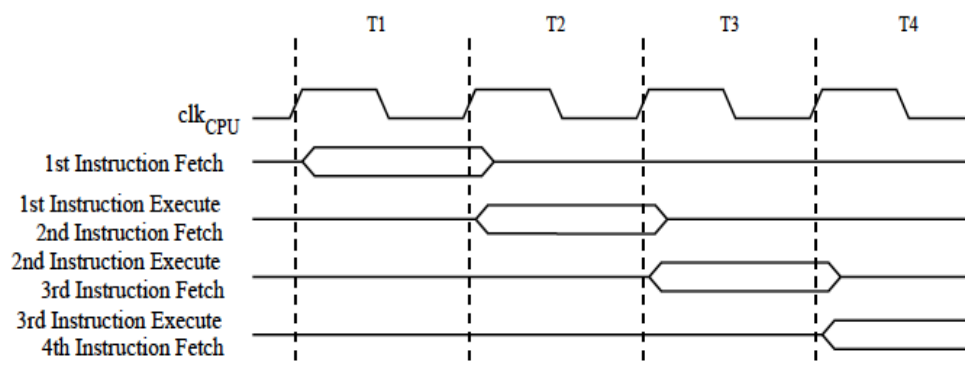 T1 T2 T3 T4
clkCPU
1st Instruction Fetch
1st Instruction Execute
2nd Instruction Fetch
2nd Instruction Execute
3rd Instruction Fetch
3rd Instruction Execute
4th Instruction Fetch